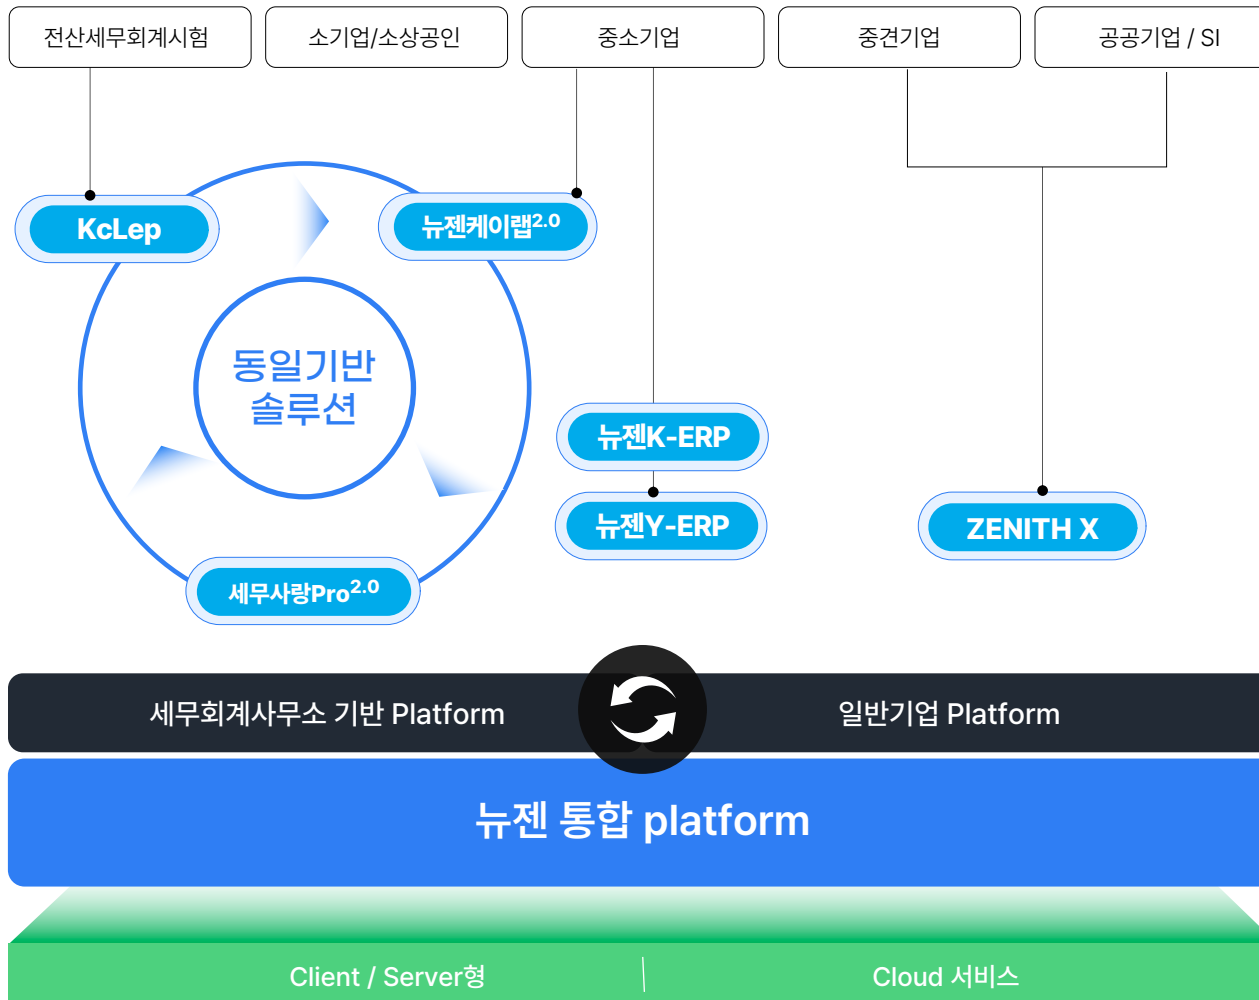 전산세무회계시험
소기업/소상공인
중소기업
중견기업
공공기업 / SI
KcLep
뉴젠케이랩2.0
동일기반
솔루션
뉴젠K-ERP
뉴젠Y-ERP
ZENITH X
세무사랑Pro2.0
세무회계사무소 기반 Platform
일반기업 Platform
뉴젠 통합 platform
Client / Server형
Cloud 서비스